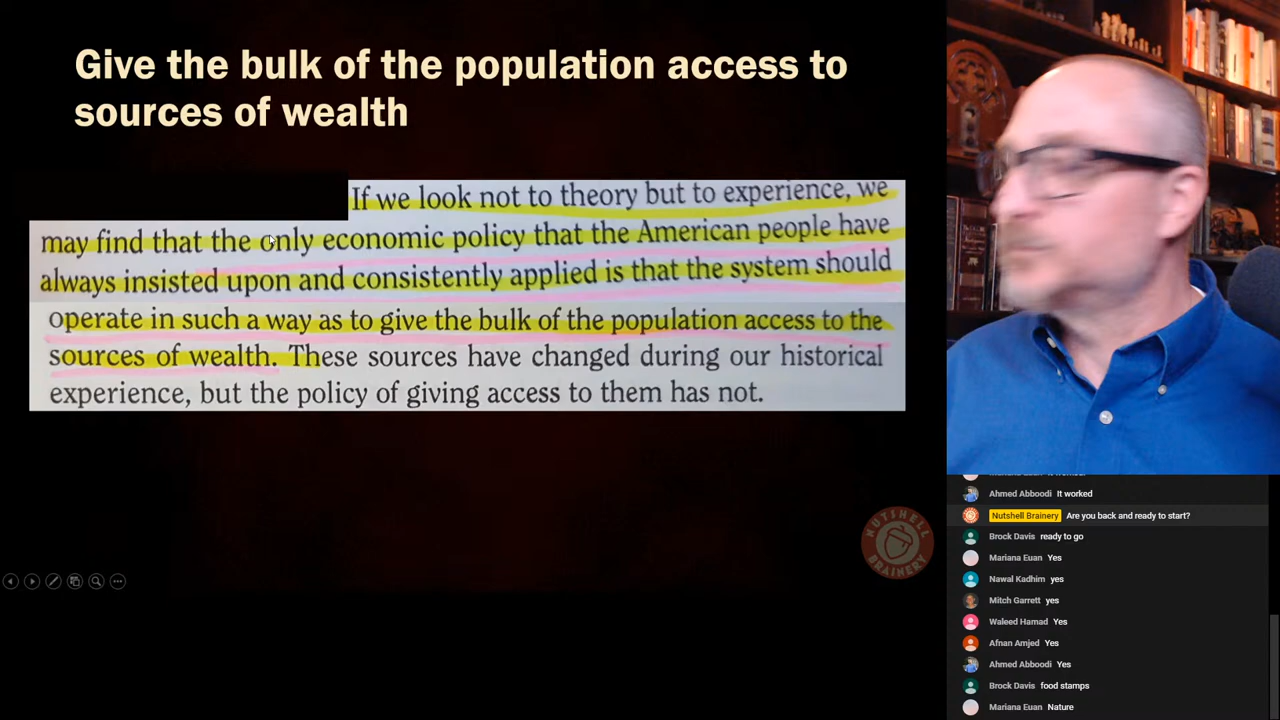 Give the bulk of the population access to
sources of wealth
If we look not to theory but to experience, we
may find that the only economic policy that the American people have
always insisted upon and consistently applied is that the system should
operate in such a way as to give the bulk of the population access to the
sources of wealth. These sources have changed during our historical
experience, but the policy of giving access to them has not.
NUTSHELL
BRAINERY
Ahmed Abboodi It worked
Nutshell Brainery Are you back and ready to start?
Brock Davis ready to go
Mariana Euan Yes
Nawal Kadhim yes
Mitch Garrett yes
Waleed Hamad Yes
Afnan Amjed Yes
Ahmed Abboodi Yes
Brock Davis food stamps
Mariana Euan Nature